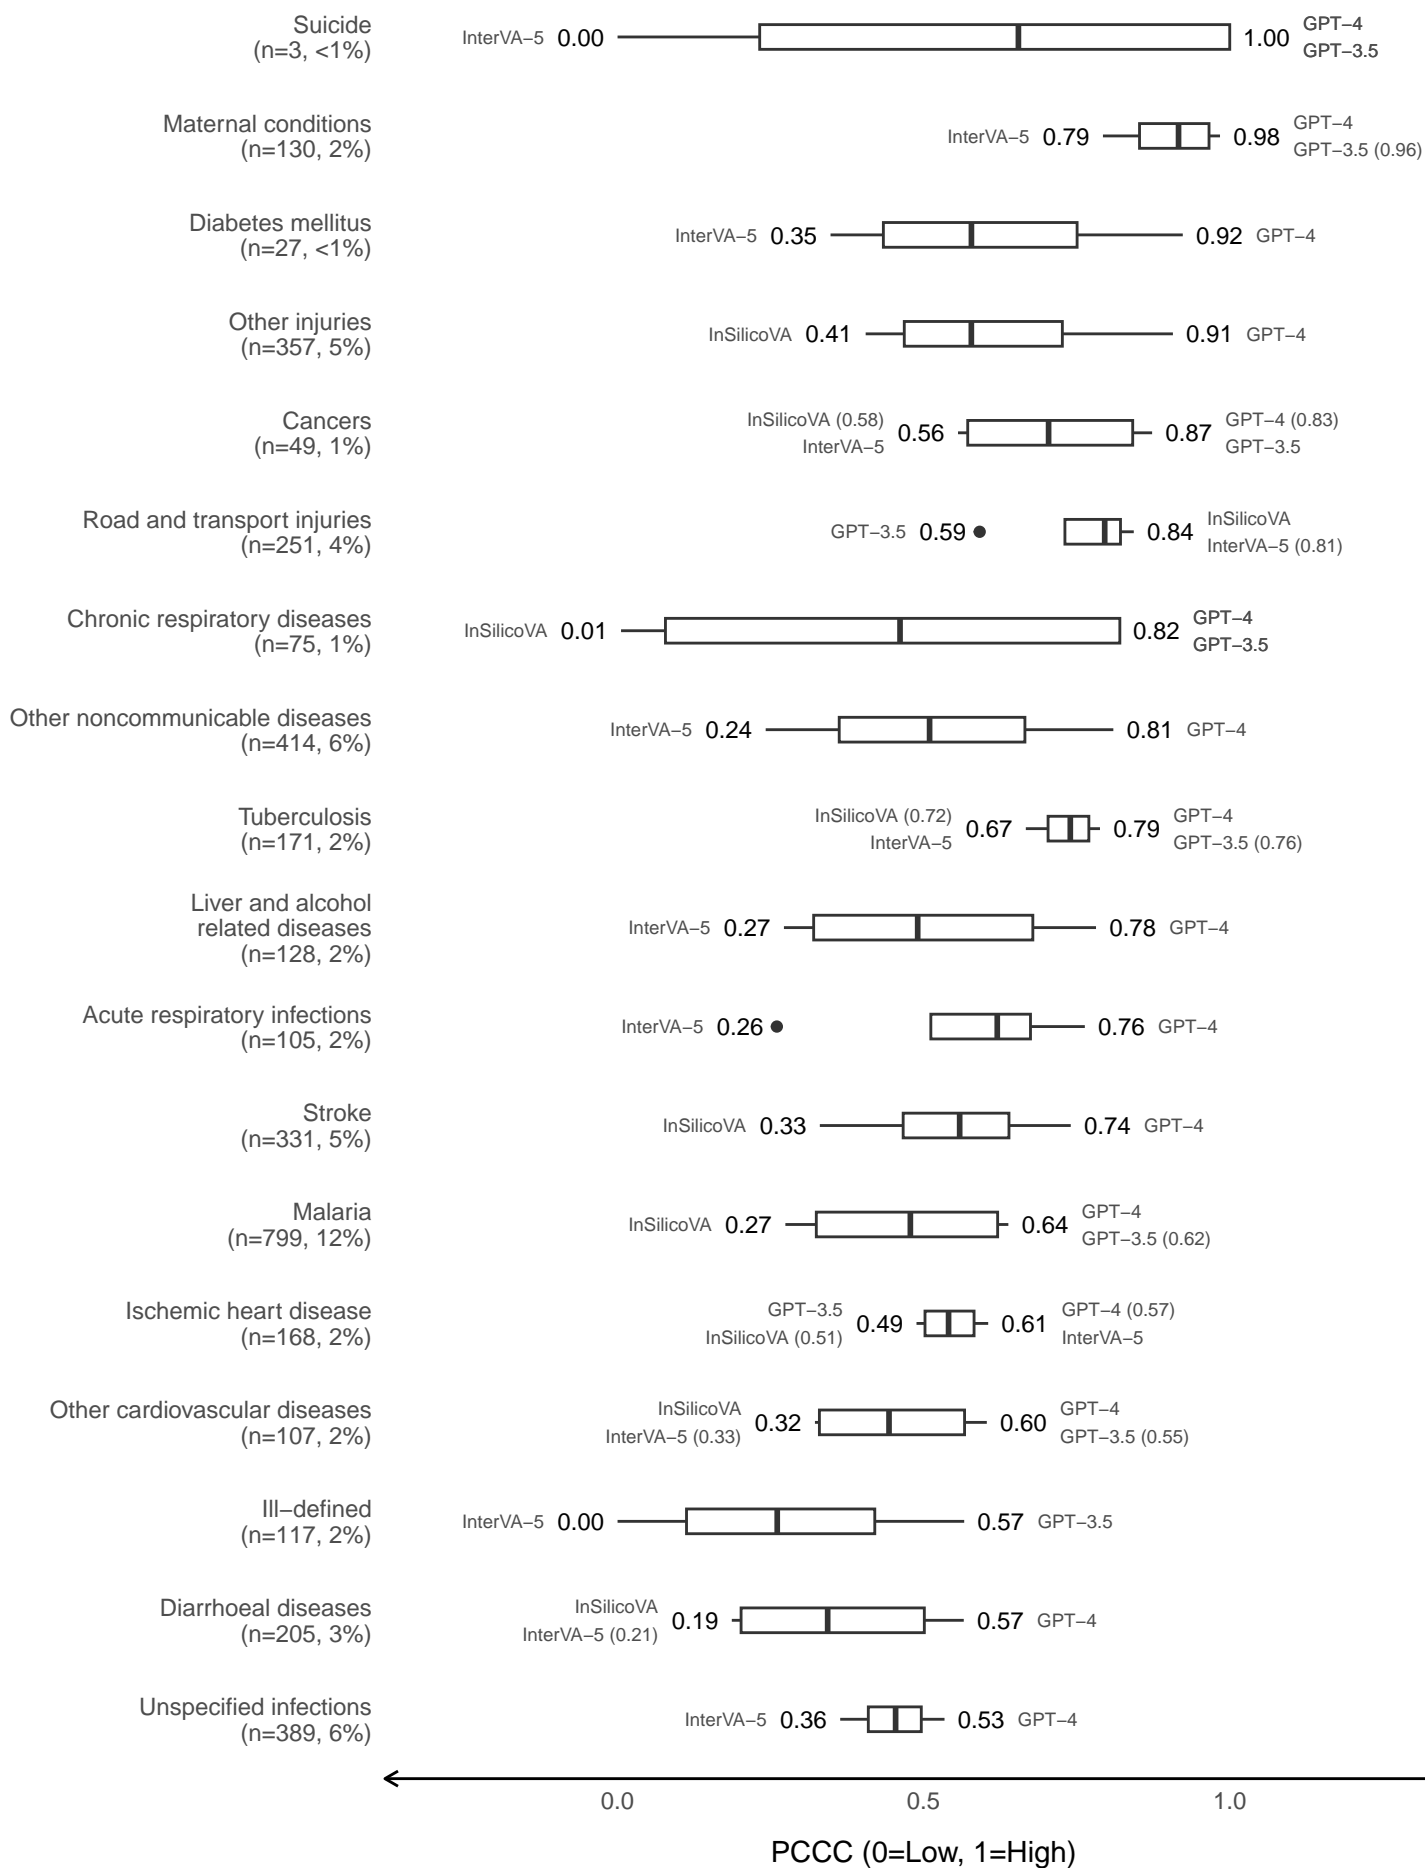 Suicide
(n=3, <1%)
InterVA−5 0.00
1.00 GPT−4
GPT−3.5
Maternal conditions
(n=130, 2%)
InterVA−5 0.79
0.98 GPT−4
GPT−3.5 (0.96)
Diabetes mellitus
(n=27, <1%)
InterVA−5 0.35
0.92 GPT−4
Other injuries
(n=357, 5%)
InSilicoVA 0.41
0.91 GPT−4
Cancers
(n=49, 1%)
InSilicoVA (0.58)
InterVA−5 0.56
0.87 GPT−4 (0.83)
GPT−3.5
Road and transport injuries
(n=251, 4%)
GPT−3.5 0.59
0.84 InSilicoVA
InterVA−5 (0.81)
Chronic respiratory diseases
(n=75, 1%)
InSilicoVA 0.01
0.82 GPT−4
GPT−3.5
Other noncommunicable diseases
(n=414, 6%)
InterVA−5 0.24
0.81 GPT−4
Tuberculosis
(n=171, 2%)
InSilicoVA (0.72)
InterVA−5 0.67
0.79 GPT−4
GPT−3.5 (0.76)
Liver and alcohol
related diseases
(n=128, 2%)
InterVA−5 0.27
0.78 GPT−4
Acute respiratory infections
(n=105, 2%)
InterVA−5 0.26
0.76 GPT−4
Stroke
(n=331, 5%)
InSilicoVA 0.33
0.74 GPT−4
Malaria
(n=799, 12%)
InSilicoVA 0.27
0.64 GPT−4
GPT−3.5 (0.62)
Ischemic heart disease
(n=168, 2%)
GPT−3.5
InSilicoVA (0.51) 0.49
0.61 GPT−4 (0.57)
InterVA−5
Other cardiovascular diseases
(n=107, 2%)
InSilicoVA
InterVA−5 (0.33) 0.32
0.60 GPT−4
GPT−3.5 (0.55)
Ill−defined
(n=117, 2%)
InterVA−5 0.00
0.57 GPT−3.5
Diarrhoeal diseases
(n=205, 3%)
InSilicoVA
InterVA−5 (0.21) 0.19
0.57 GPT−4
Unspecified infections
(n=389, 6%)
InterVA−5 0.36
0.53 GPT−4
0.0 0.5 1.0
PCCC (0=Low, 1=High)